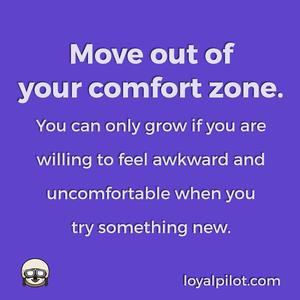 Move out of
your comfort zone.
You can only grow if you are
willing to feel awkward and
uncomfortable when you
try something new.
loyalpilot.com